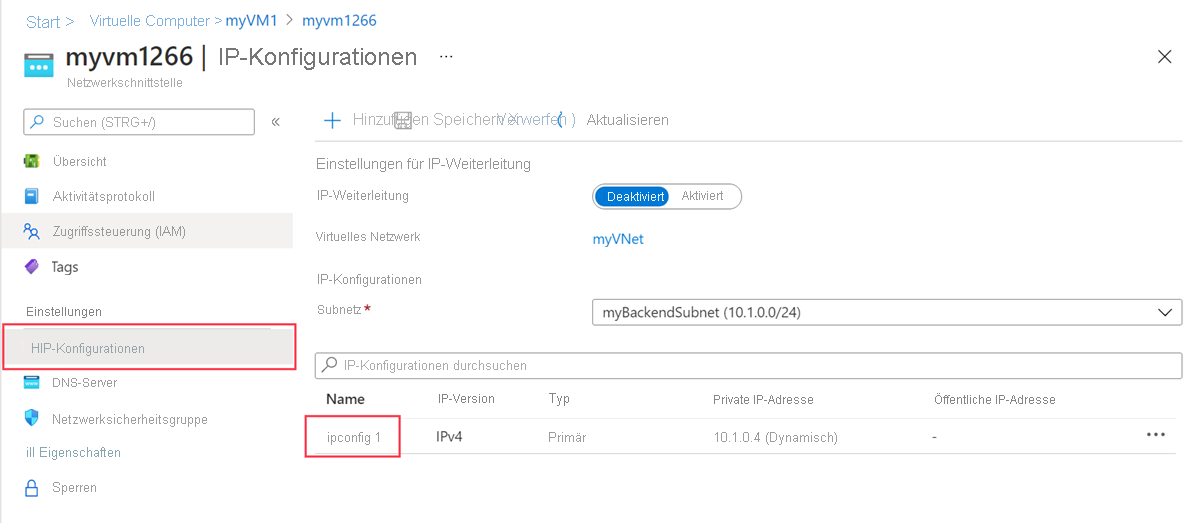 Start > Virtuelle Computer > myVM1 > myvm1266
myvm1266 | IP-Konfigurationen ...
Netzwerkschnittstelle
Suchen (STRG+/) «
Übersicht
Aktivitätsprotokoll
Zugriffssteuerung (IAM)
Tags
Einstellungen
HIP-Konfigurationen
DNS-Server
Netzwerksicherheitsgruppe
ill Eigenschaften
Sperren
+ Hinzufügen Speichern Verwerfen Aktualisieren
Einstellungen für IP-Weiterleitung
IP-Weiterleitung Deaktiviert Aktiviert
Virtuelles Netzwerk myVNet
IP-Konfigurationen
Subnetz* myBackendSubnet (10.1.0.0/24)
IP-Konfigurationen durchsuchen
Name IP-Version Typ Private IP-Adresse Öffentliche IP-Adresse
ipconfig 1 IPv4 Primär 10.1.0.4 (Dynamisch) - ...